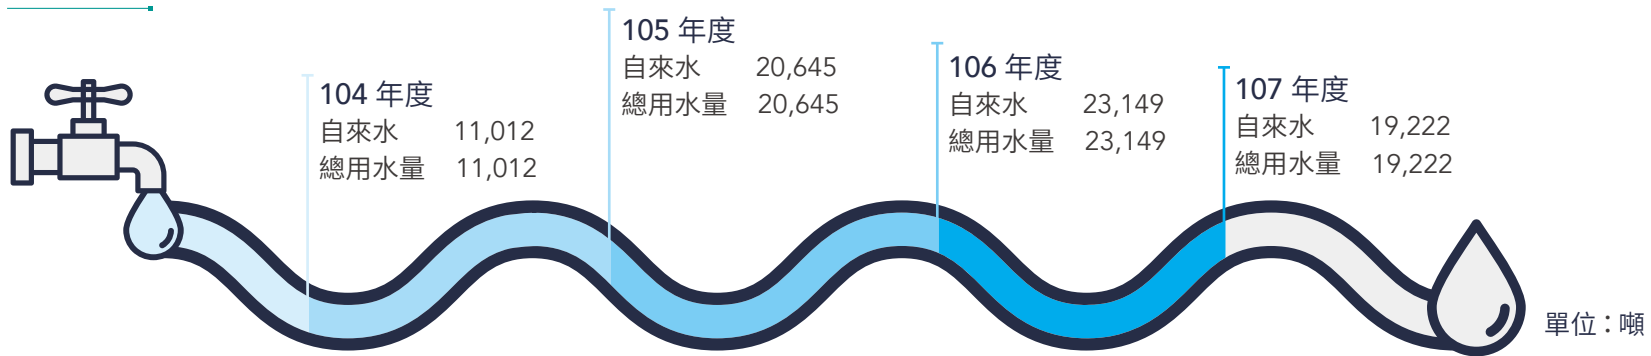 104 年度
自來水 11,012
總用水量 11,012
105 年度
自來水 20,645
總用水量 20,645
106 年度
自來水 23,149
總用水量 23,149
107 年度
自來水 19,222
總用水量 19,222
單位：噸